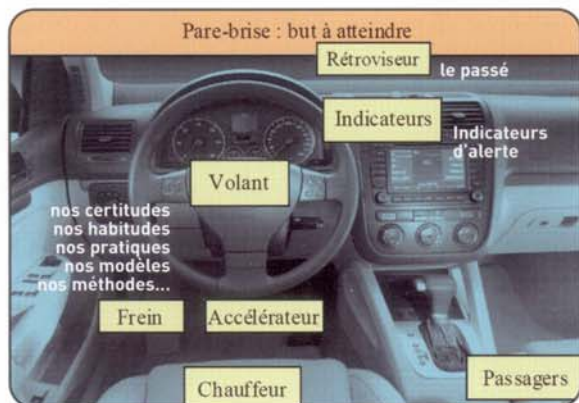 Pare-brise : but à atteindre
Rétroviseur
le passé
Indicateurs
Indicateurs
d'alerte
Volant
nos certitudes
nos habitudes
nos pratiques
nos modèles
nos méthodes...
Frein
Accélérateur
Chauffeur
Passagers